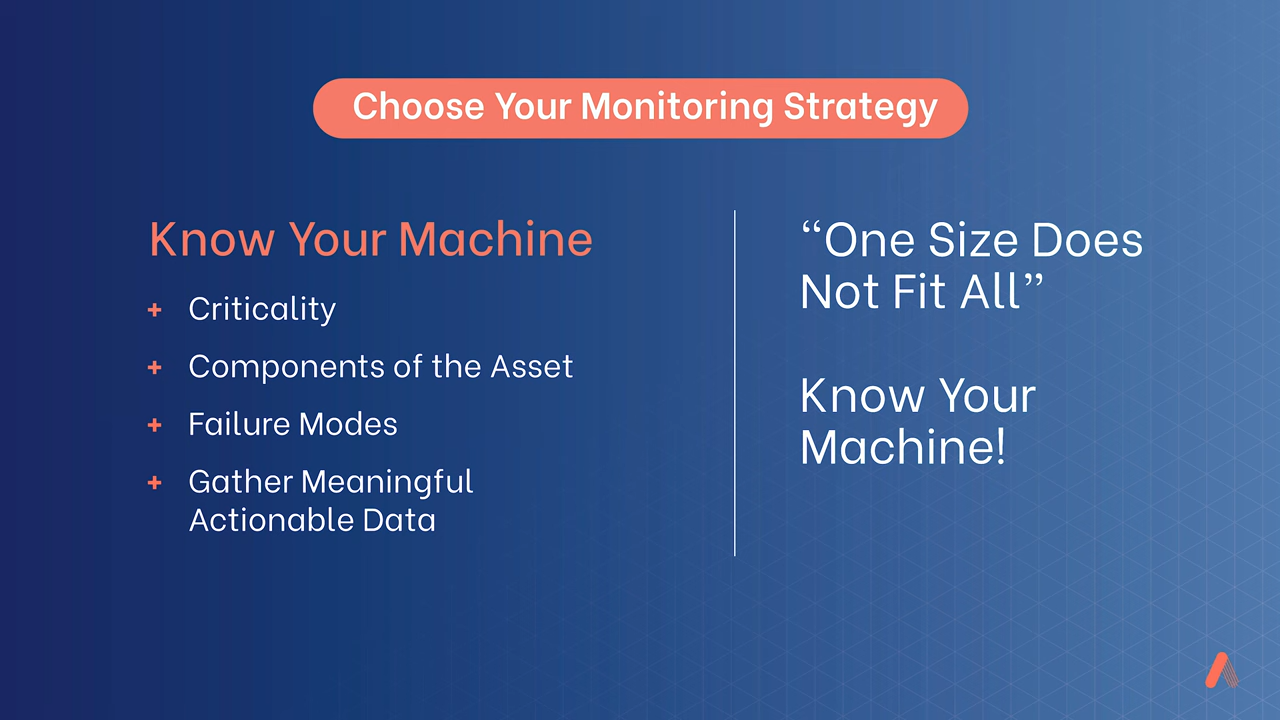 Choose Your Monitoring Strategy
Know Your Machine
+ Criticality
+ Components of the Asset
+ Failure Modes
+ Gather Meaningful
Actionable Data
“One Size Does
Not Fit All”
Know Your
Machine!